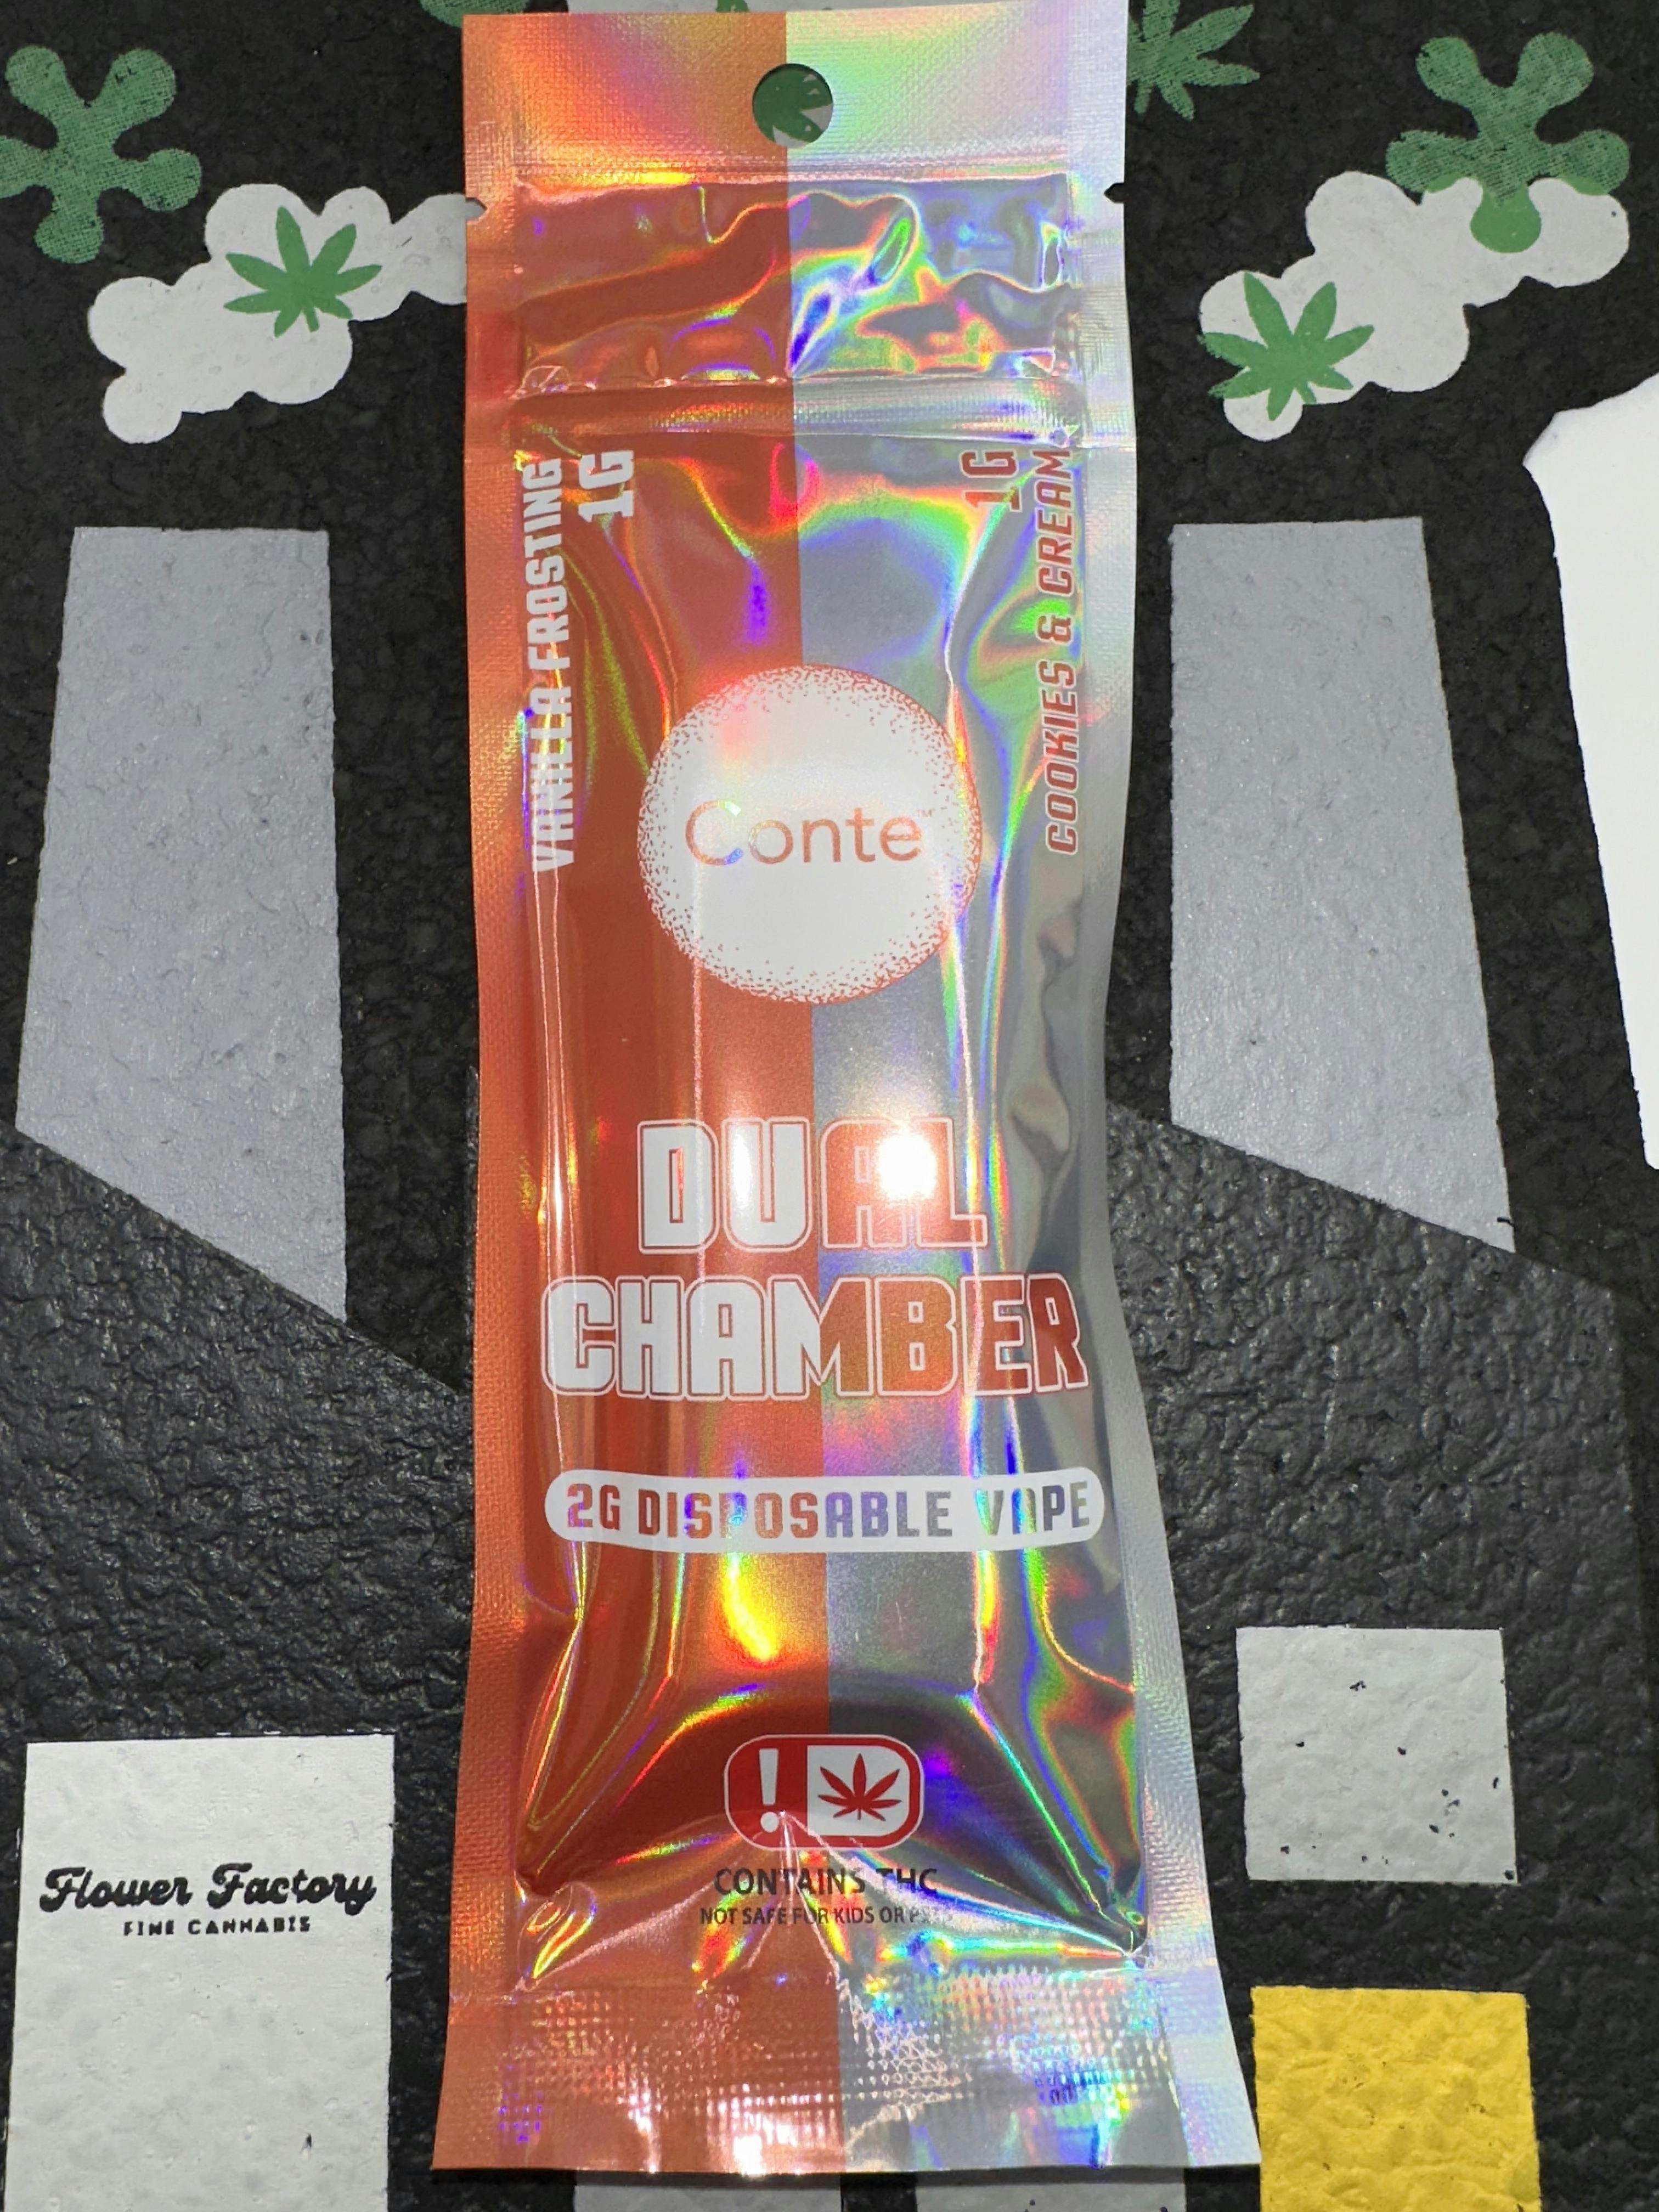 VANILLA FROSTING
1G
1G
COOKIES & CREAM
Conte
DUAL
CHAMBER
2G DISPOSABLE VAPE
!
CONTAINS THC
NOT SAFE FOR KIDS OR
Flower Factory
FINE CANNABIS